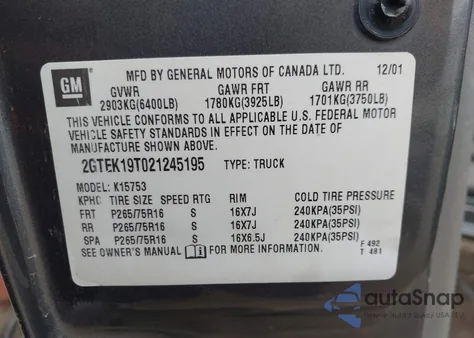 MFD BY GENERAL MOTORS OF CANADA LTD. 12/01
GM
GVWR GAWR FRT GAWR RR
2903KG(6400LB) 1780KG(3925LB) 1701KG(3750LB)
THIS VEHICLE CONFORMS TO ALL APPLICABLE U.S. FEDERAL MOTOR
VEHICLE SAFETY STANDARDS IN EFFECT ON THE DATE OF
MANUFACTURE SHOWN ABOVE.
2GTEK19T021245195 TYPE: TRUCK
MODEL: K15753
KPHC TIRE SIZE SPEED RTG RIM COLD TIRE PRESSURE
FRT P265/75R16 S 16X7J 240KPA(35PSI)
RR P265/75R16 S 16X7J 240KPA(35PSI)
SPA P265/75R16 S 16X6.5J 240KPA(35PSI)
SEE OWNER'S MANUAL FOR MORE INFORMATION.
F 492
T 481
autoSnap